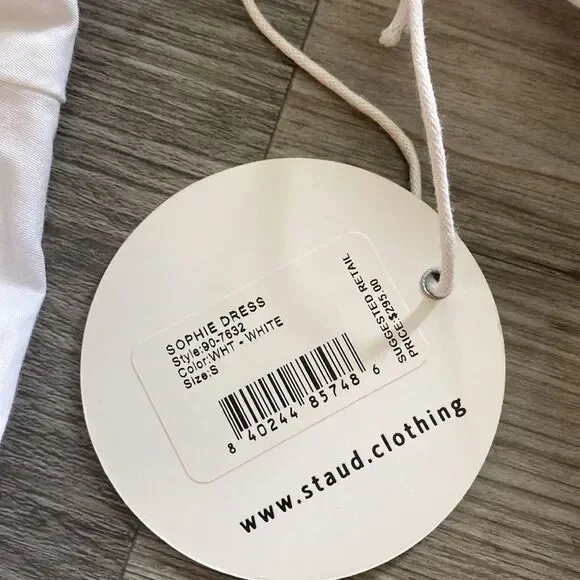 SOPHIE DRESS
Style:90-7632
Color:WHT - WHITE
Size:S
8 40244 85748 6
SUGGESTED RETAIL
PRICE:$295.00
www.staud.clothing